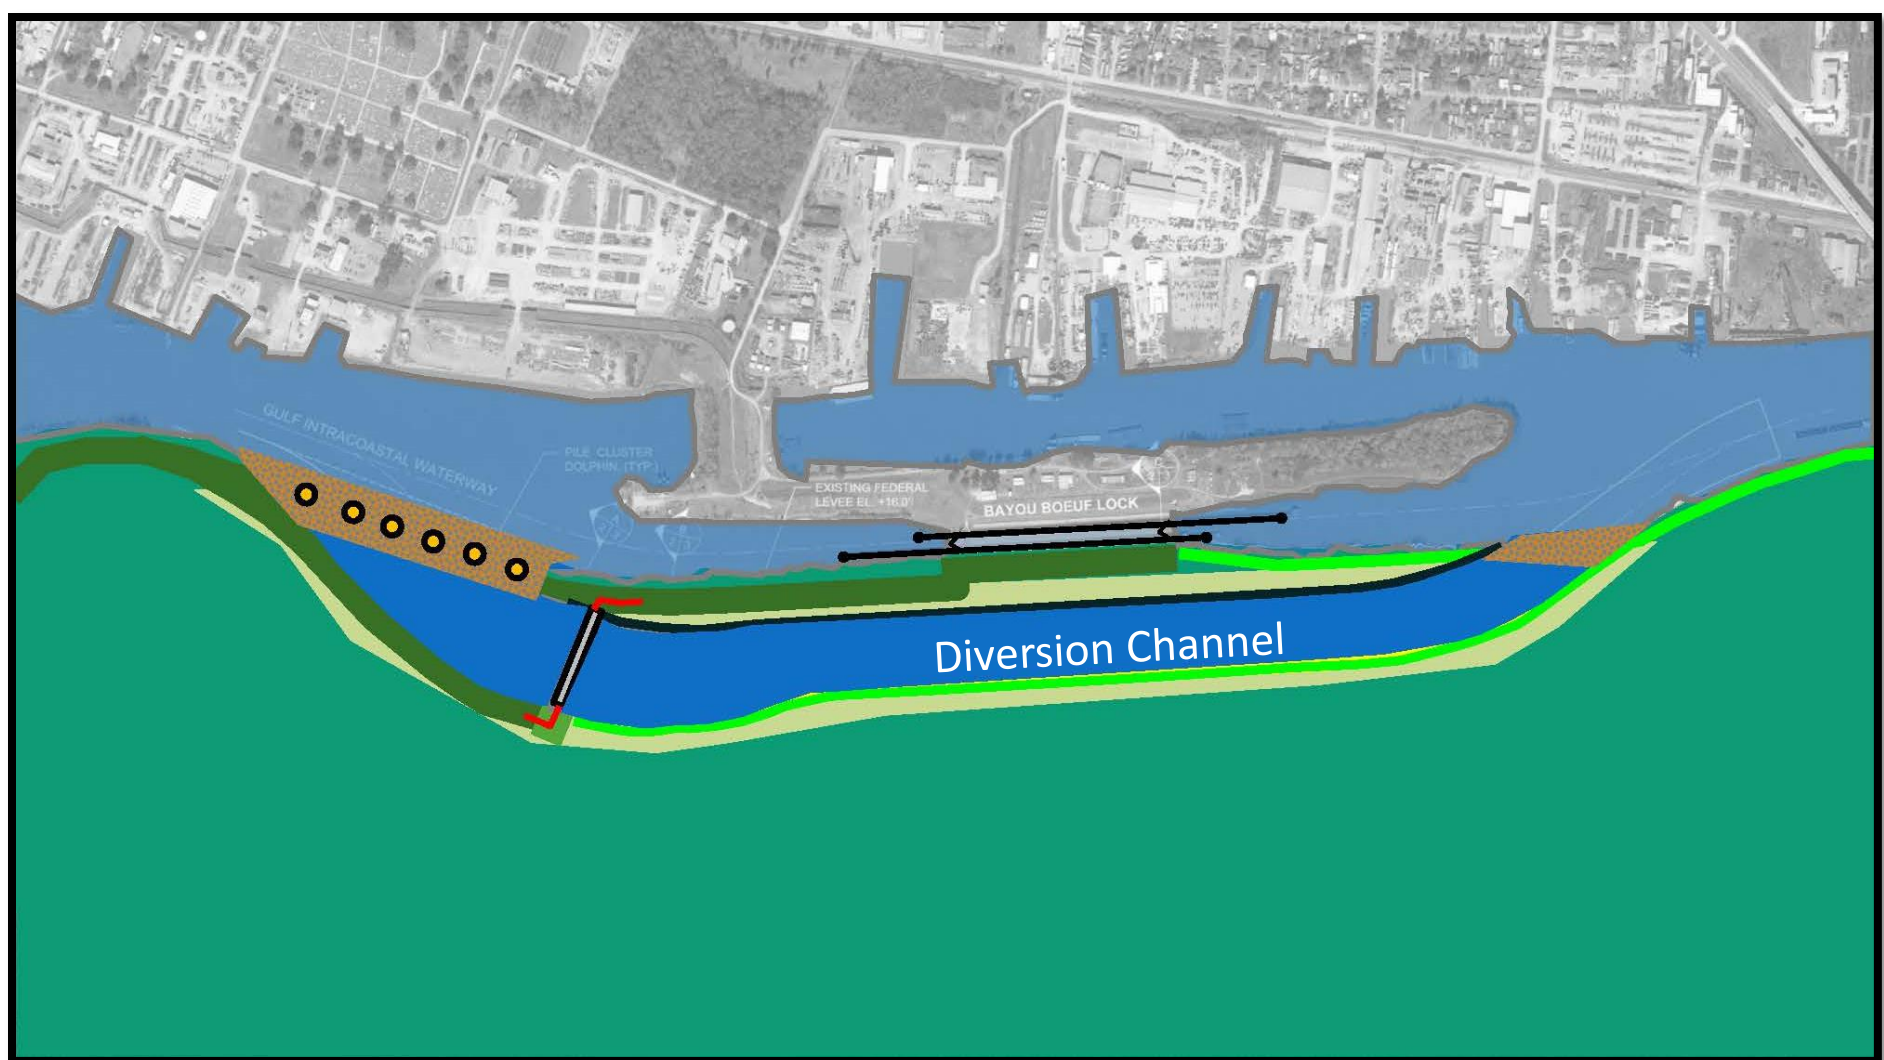 GULF INTRACOASTAL WATERWAY
PILE CLUSTER
DOLPHIN (TYP.)
EXISTING FEDERAL
LEVEE EL. +16.0'
BAYOU BOEUF LOCK
Diversion Channel